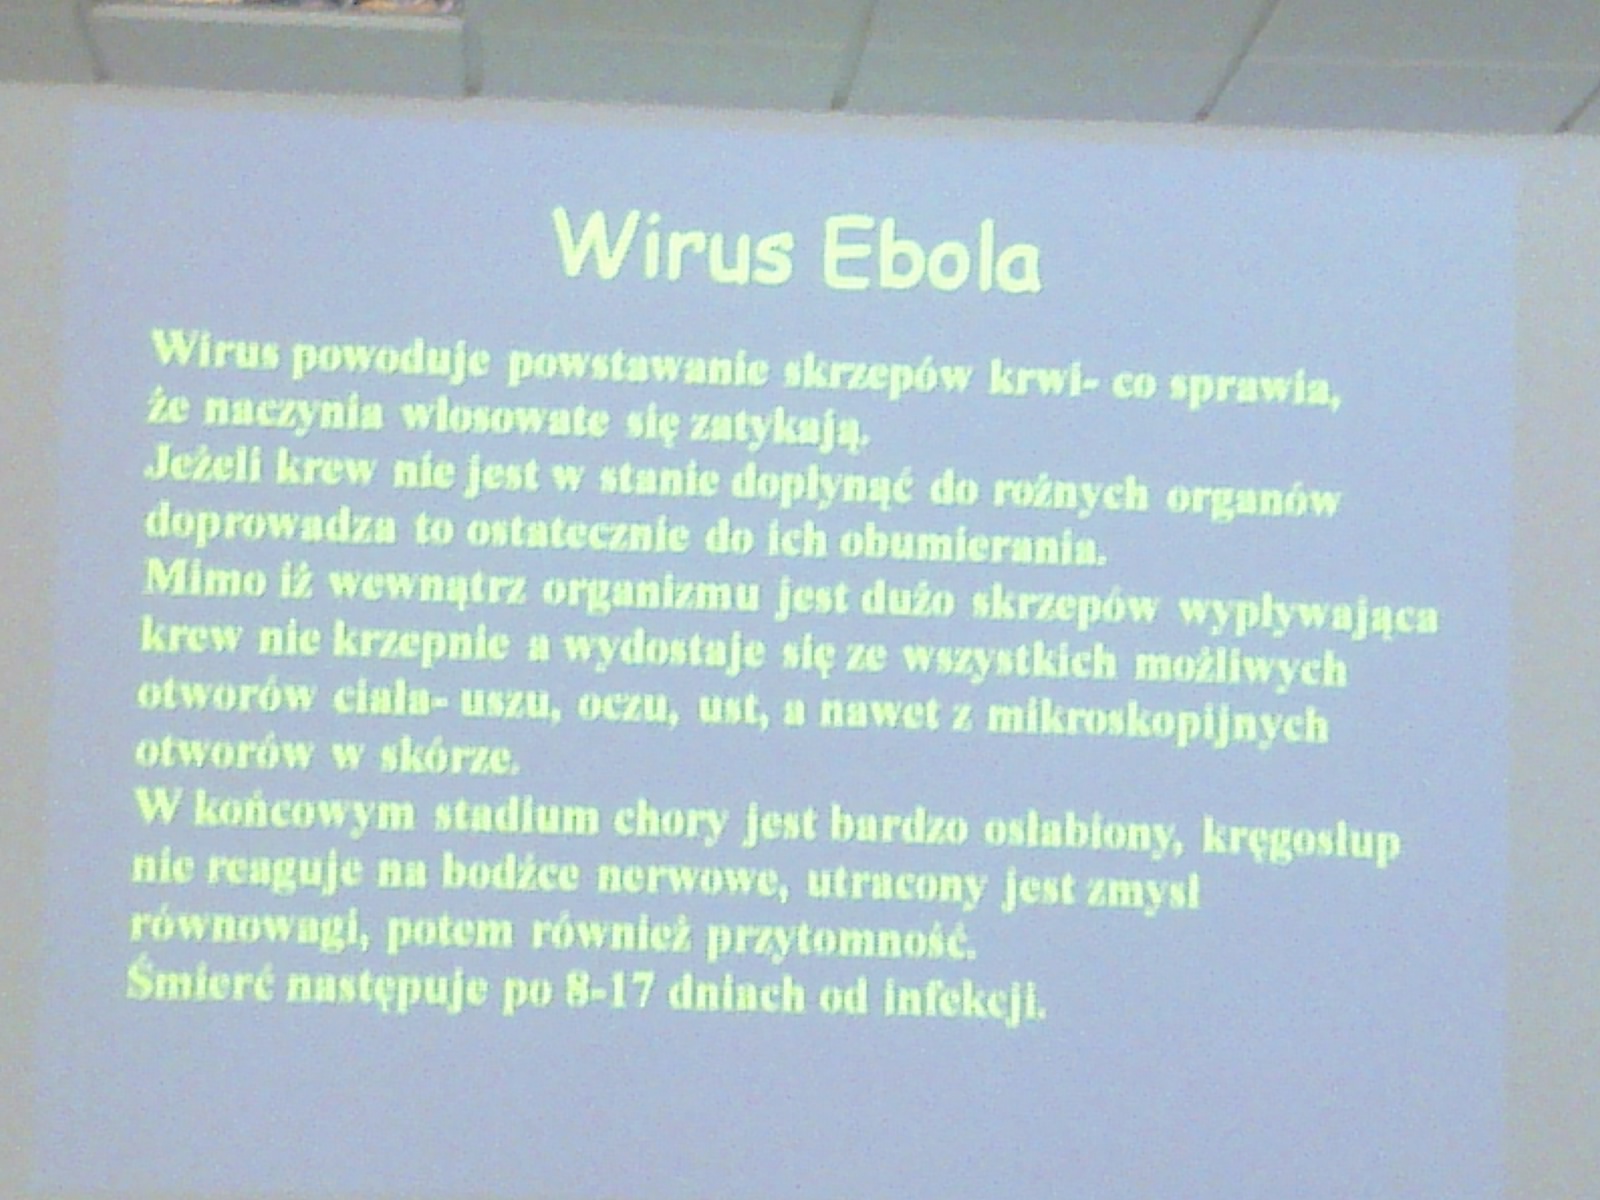 Wirus Ebola
Wirus powoduje powstawanie skrzepów krwi- co sprawia,
że naczynia włosowate się zatykają.
Jeżeli krew nie jest w stanie dopłynąć do rożnych organów
doprowadza to ostatecznie do ich obumierania.
Mimo iż wewnątrz organizmu jest dużo skrzepów wypływająca
krew nie krzepnie a wydostaje się ze wszystkich możliwych
otworów ciała- uszu, oczu, ust, a nawet z mikroskopijnych
otworów w skórze.
W końcowym stadium chory jest bardzo osłabiony, kręgosłup
nie reaguje na bodźce nerwowe, utracony jest zmysł
równowagi, potem również przytomność.
Śmierć następuje po 8-17 dniach od infekcji.